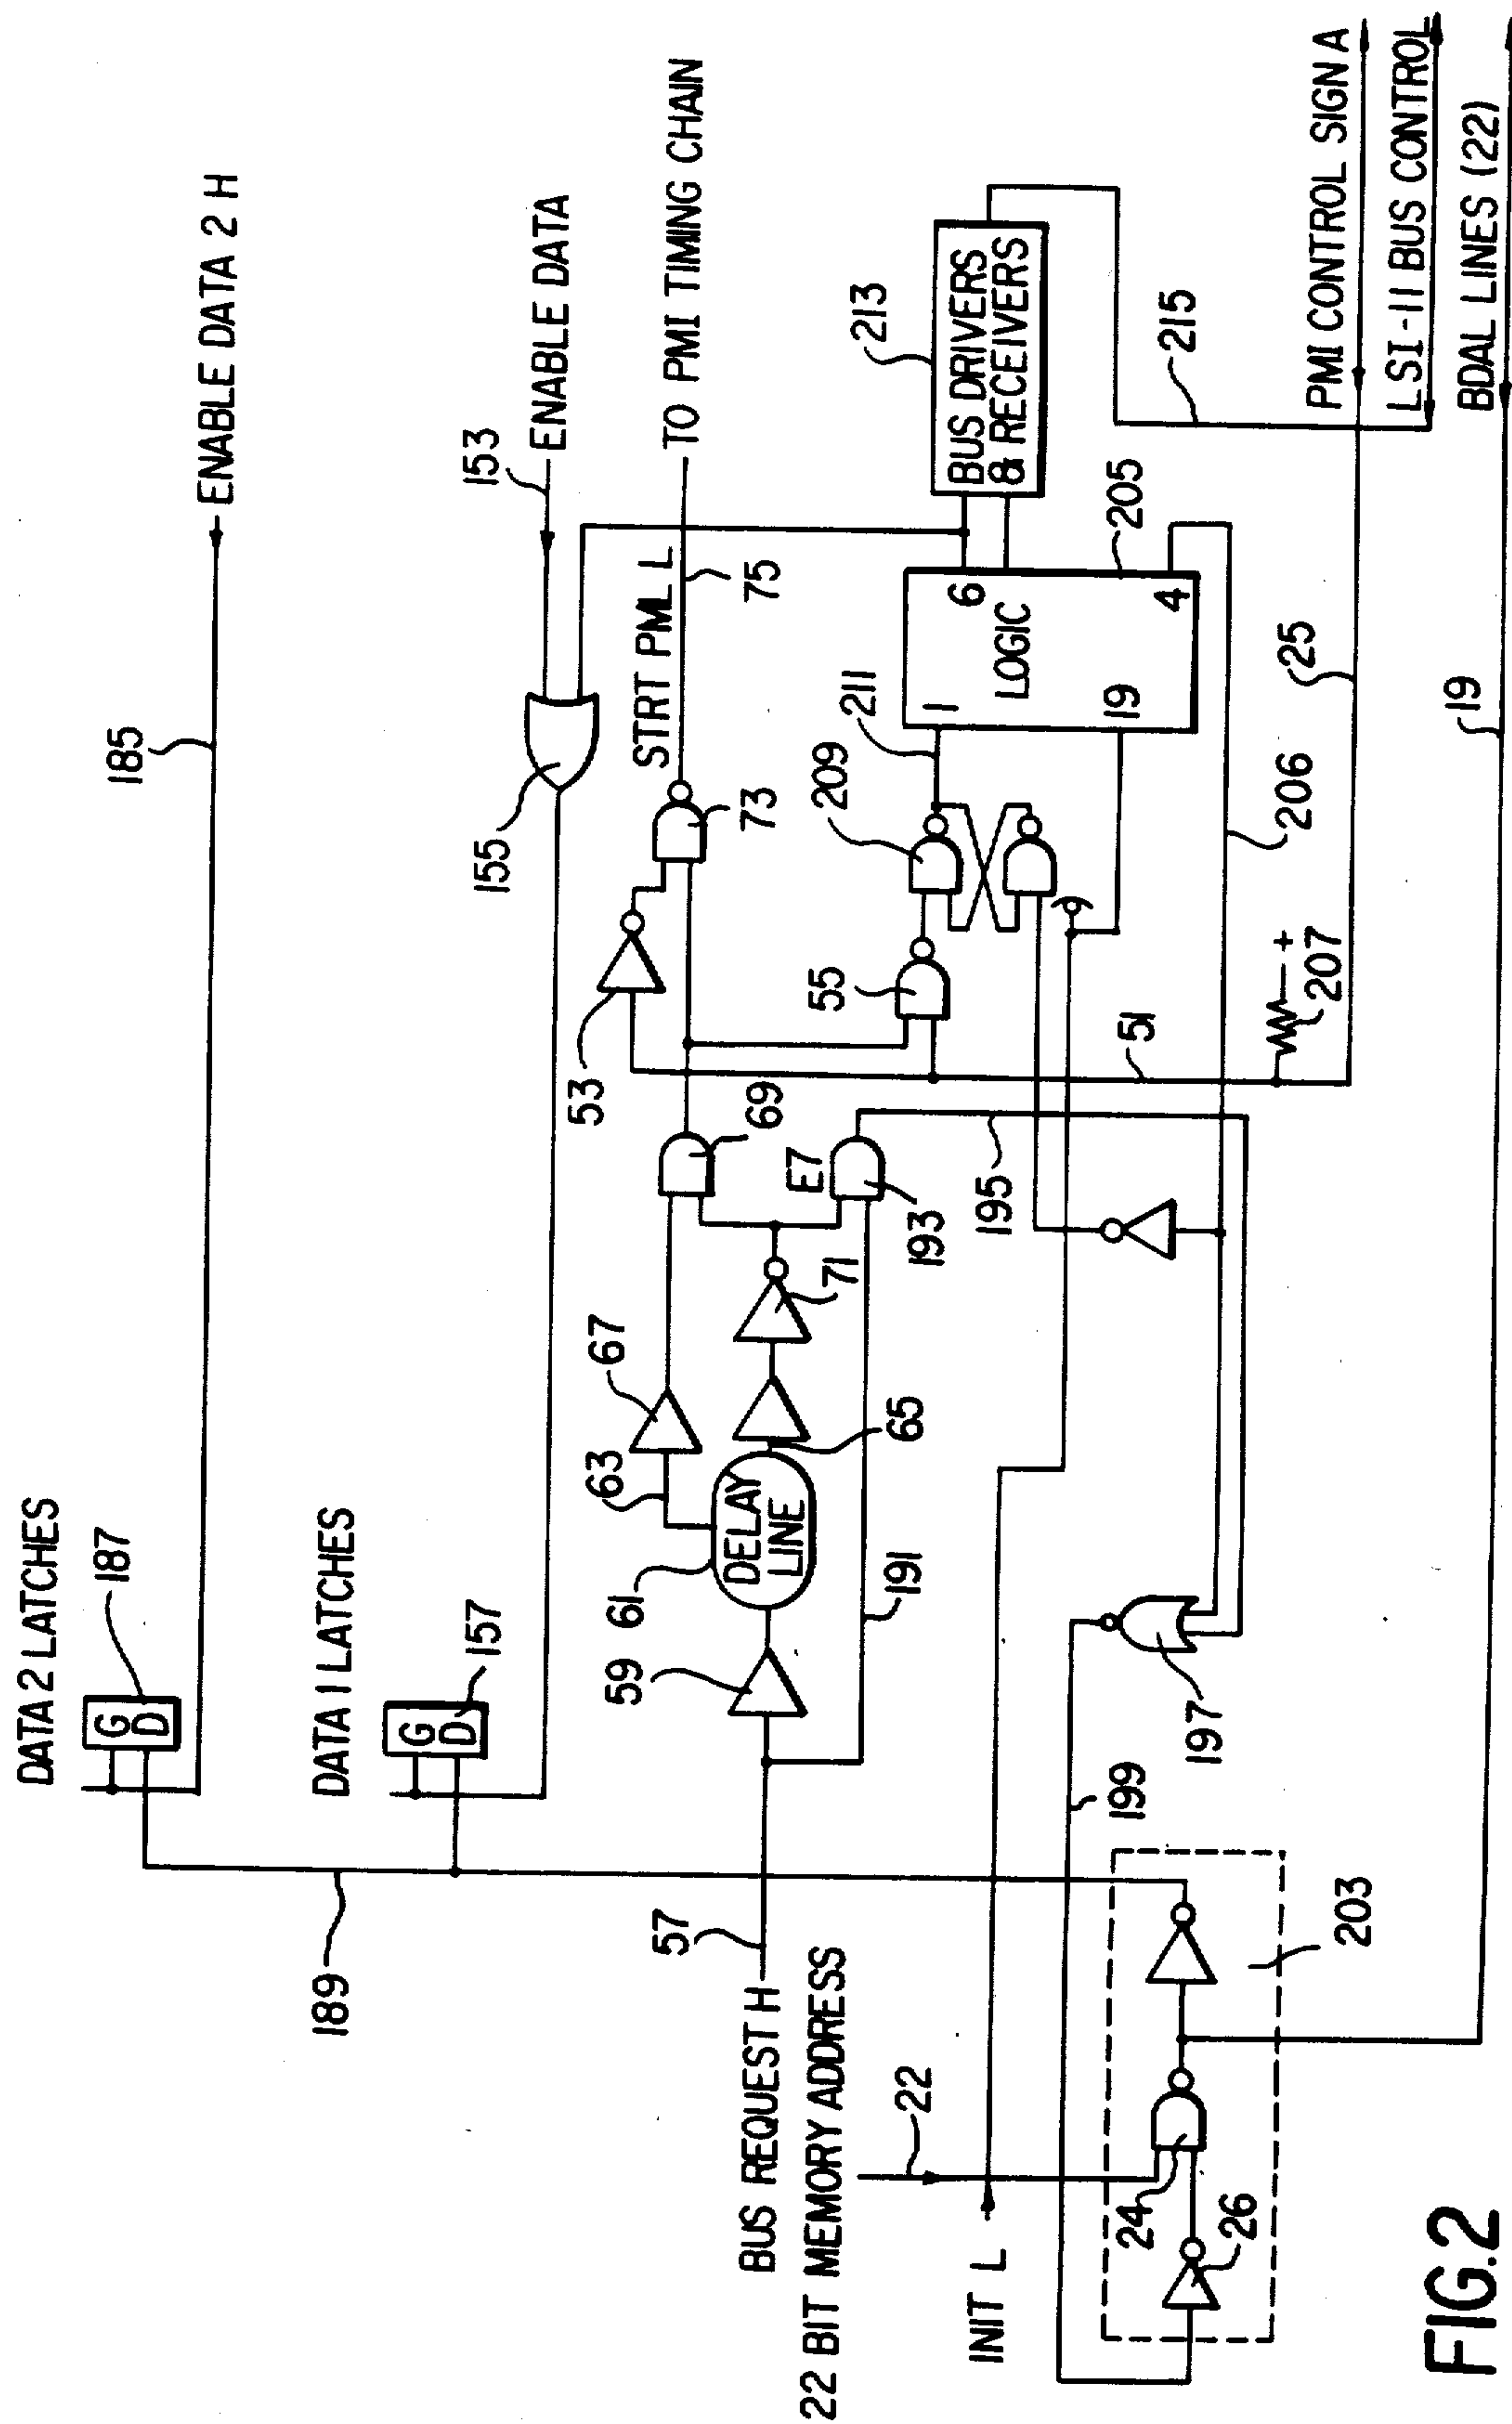 DATA 2 LATCHES
187
G
D
185
ENABLE DATA 2 H
DATA 1 LATCHES
157
G
D
155
153
ENABLE DATA
189
STRT PMI L
75
TO PMI TIMING CHAIN
53
73
63
67
69
57
59
61
DELAY
LINE
65
71
E7
193
55
209
211
1
6
LOGIC
19
4
205
213
BUS DRIVERS
& RECEIVERS
BUS REQUEST H
22 BIT MEMORY ADDRESS
22
191
195
51
INIT L
199
197
206
207
+
215
25
PMI CONTROL SIGN A
LSI-11 BUS CONTROL
24
26
203
19
BDAL LINES (22)
FIG.2